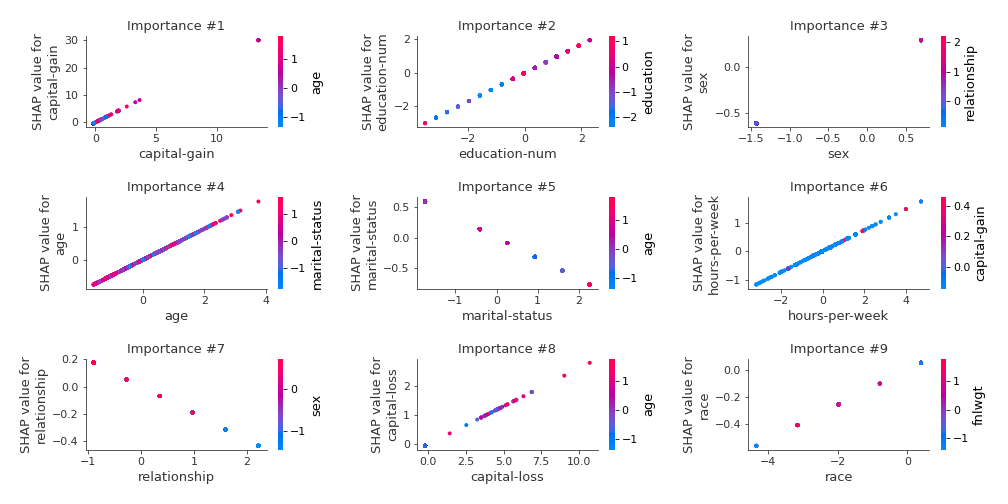 Importance #1
SHAP value for
capital-gain
30
20
10
0
0
10
capital-gain
1
0
−1
age
Importance #2
SHAP value for
education-num
2
0
−2
−2
0
2
education-num
1
0
−1
−2
education
Importance #3
SHAP value for
sex
0.0
−0.5
−1.5
−1.0
−0.5
0.0
0.5
sex
2
1
0
relationship
Importance #4
SHAP value for
age
1
0
0
2
4
age
1
0
−1
marital-status
Importance #5
SHAP value for
marital-status
0.5
0.0
−0.5
−1
0
1
2
marital-status
1
0
−1
age
Importance #6
SHAP value for
hours-per-week
1
0
−1
−2
0
2
4
hours-per-week
0.4
0.2
0.0
capital-gain
Importance #7
SHAP value for
relationship
0.2
0.0
−0.2
−0.4
−1
0
1
2
relationship
0
−1
sex
Importance #8
SHAP value for
capital-loss
2
1
0
0.0
2.5
5.0
7.5
10.0
capital-loss
1
0
−1
age
Importance #9
SHAP value for
race
0.0
−0.2
−0.4
−4
−2
0
race
1
0
−1
fnlwgt